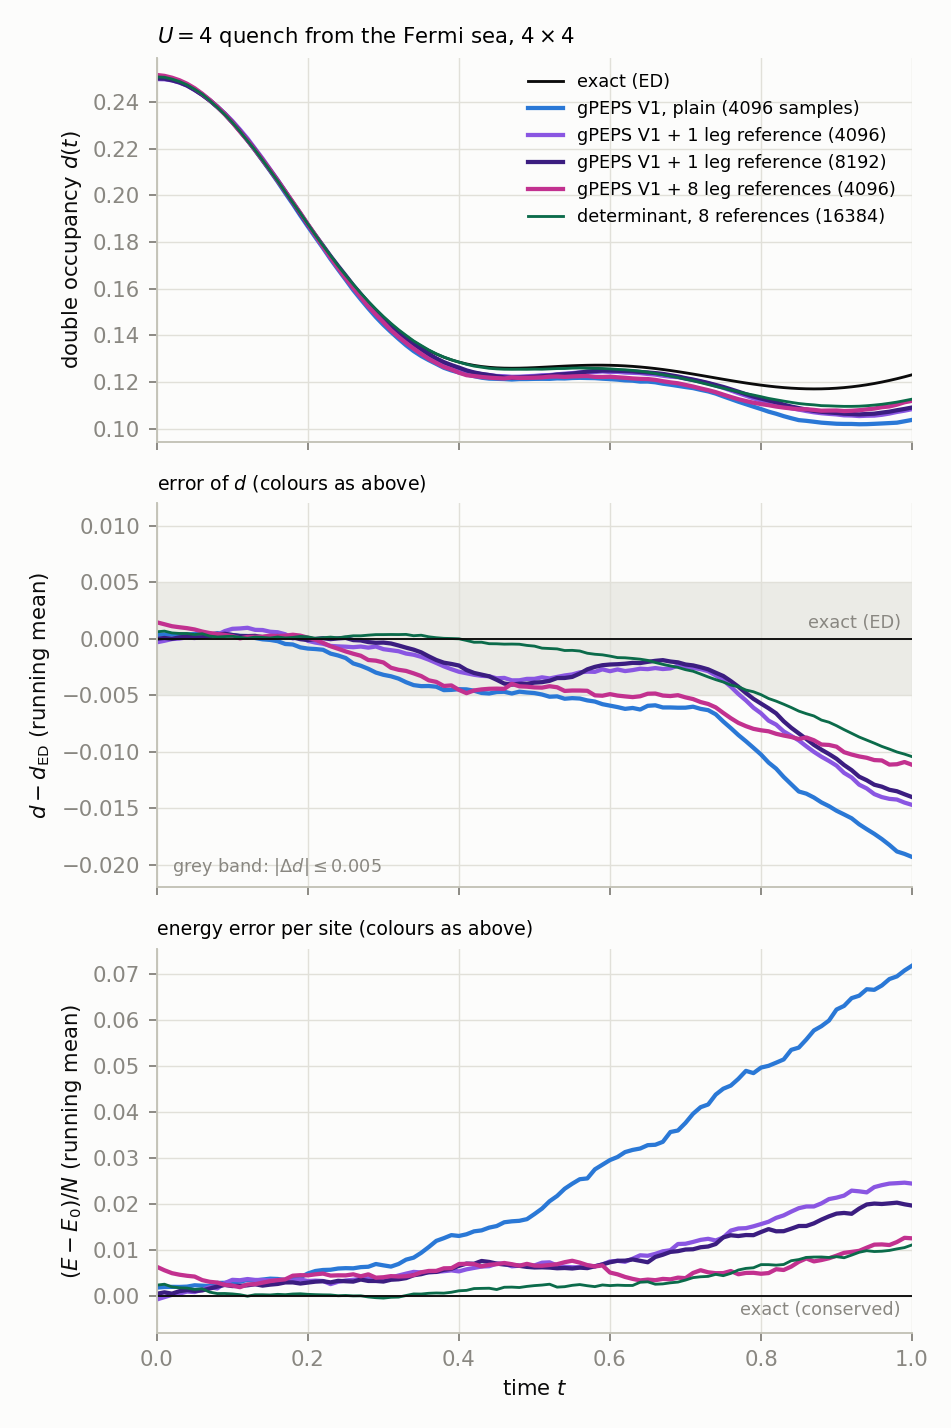 U = 4 quench from the Fermi sea, 4 × 4
double occupancy d(t)
0.24
0.22
0.20
0.18
0.16
0.14
0.12
0.10
exact (ED)
gPEPS V1, plain (4096 samples)
gPEPS V1 + 1 leg reference (4096)
gPEPS V1 + 1 leg reference (8192)
gPEPS V1 + 8 leg references (4096)
determinant, 8 references (16384)
error of d (colours as above)
d − d_ED (running mean)
0.010
0.005
0.000
−0.005
−0.010
−0.015
−0.020
exact (ED)
grey band: |Δd| ≤ 0.005
energy error per site (colours as above)
(E − E₀)/N (running mean)
0.07
0.06
0.05
0.04
0.03
0.02
0.01
0.00
exact (conserved)
0.0 0.2 0.4 0.6 0.8 1.0
time t